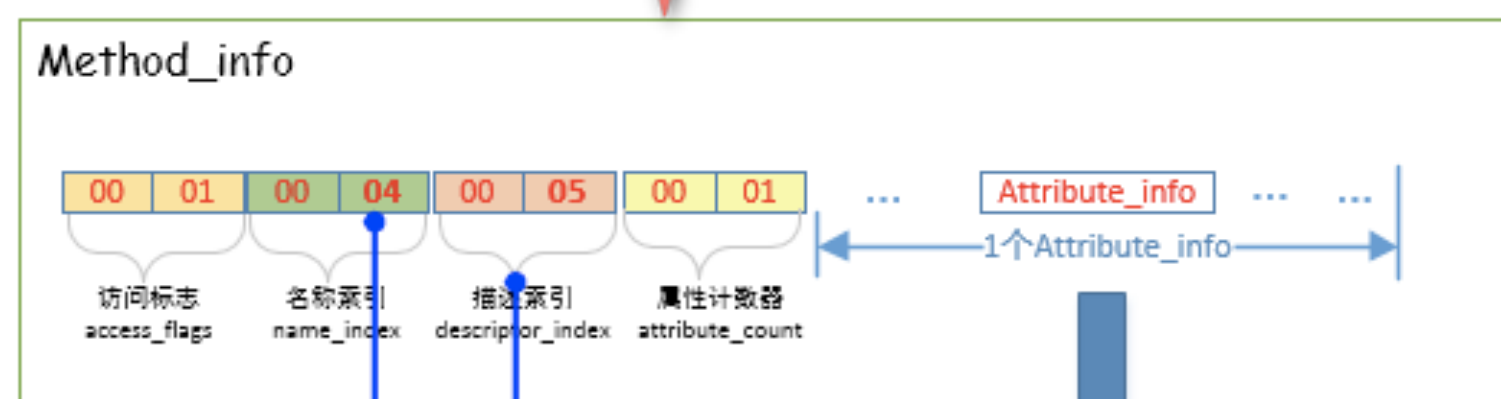 Method_info
00 01 00 04 00 05 00 01 ... Attribute_info ... ...
1个Attribute_info
访问标志 名称索引 描述索引 属性计数器
access_flags name_index descriptor_index attribute_count